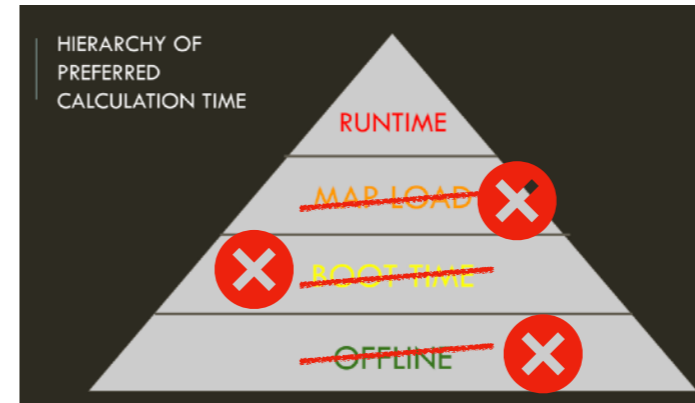 HIERARCHY OF
PREFERRED
CALCULATION TIME
RUNTIME
MAP LOAD
BOOT TIME
OFFLINE